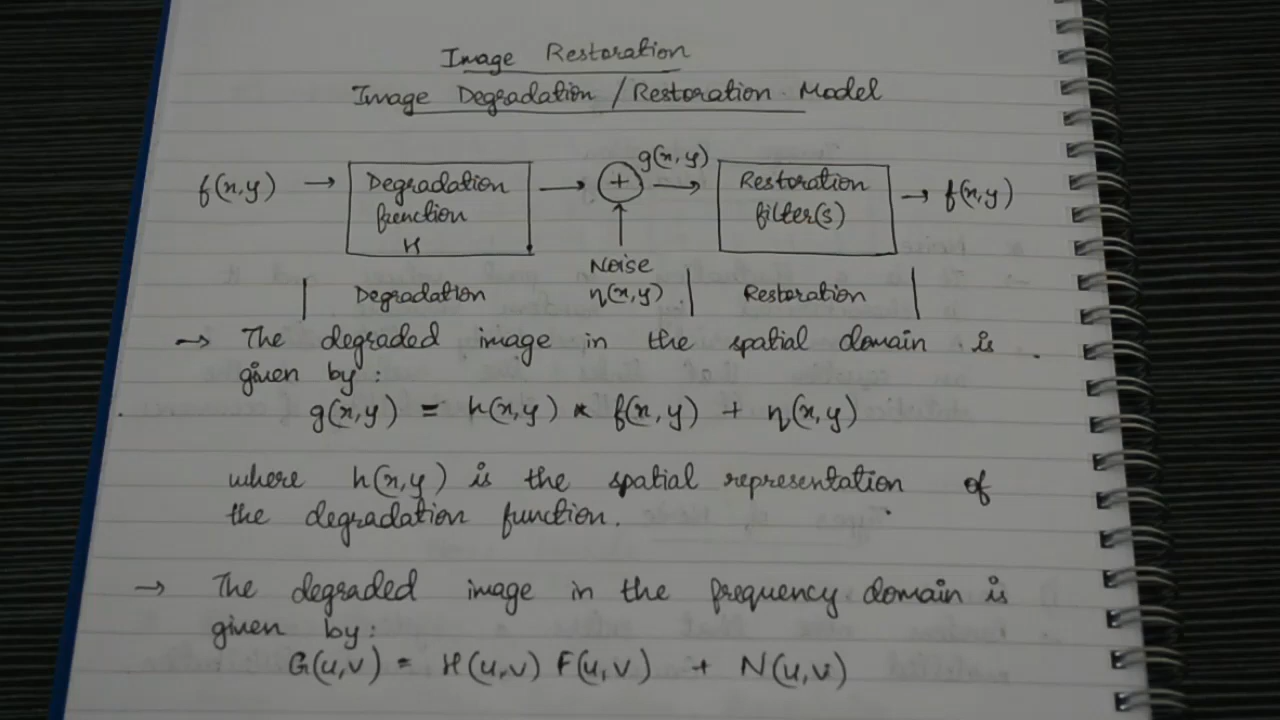 Image Restoration
Image Degradation / Restoration Model
f(x,y) → Degradation function H → + g(x,y) → Restoration filter(s) → f(x,y)
Noise
η(x,y)
Degradation
Restoration
→ The degraded image in the spatial domain is
given by:
g(x,y) = h(x,y) * f(x,y) + η(x,y)
where h(x,y) is the spatial representation of
the degradation function.
→ The degraded image in the frequency domain is
given by:
G(u,v) = H(u,v) F(u,v) + N(u,v)